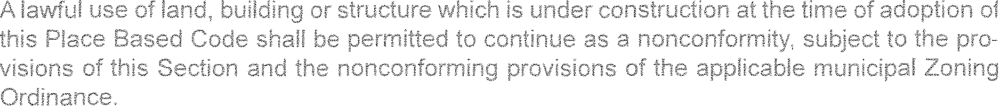 A lawful use of land, building or structure which is under construction at the time of adoption of
this Place Based Code shall be permitted to continue as a nonconformity, subject to the pro-
visions of this Section and the nonconforming provisions of the applicable municipal Zoning
Ordinance.